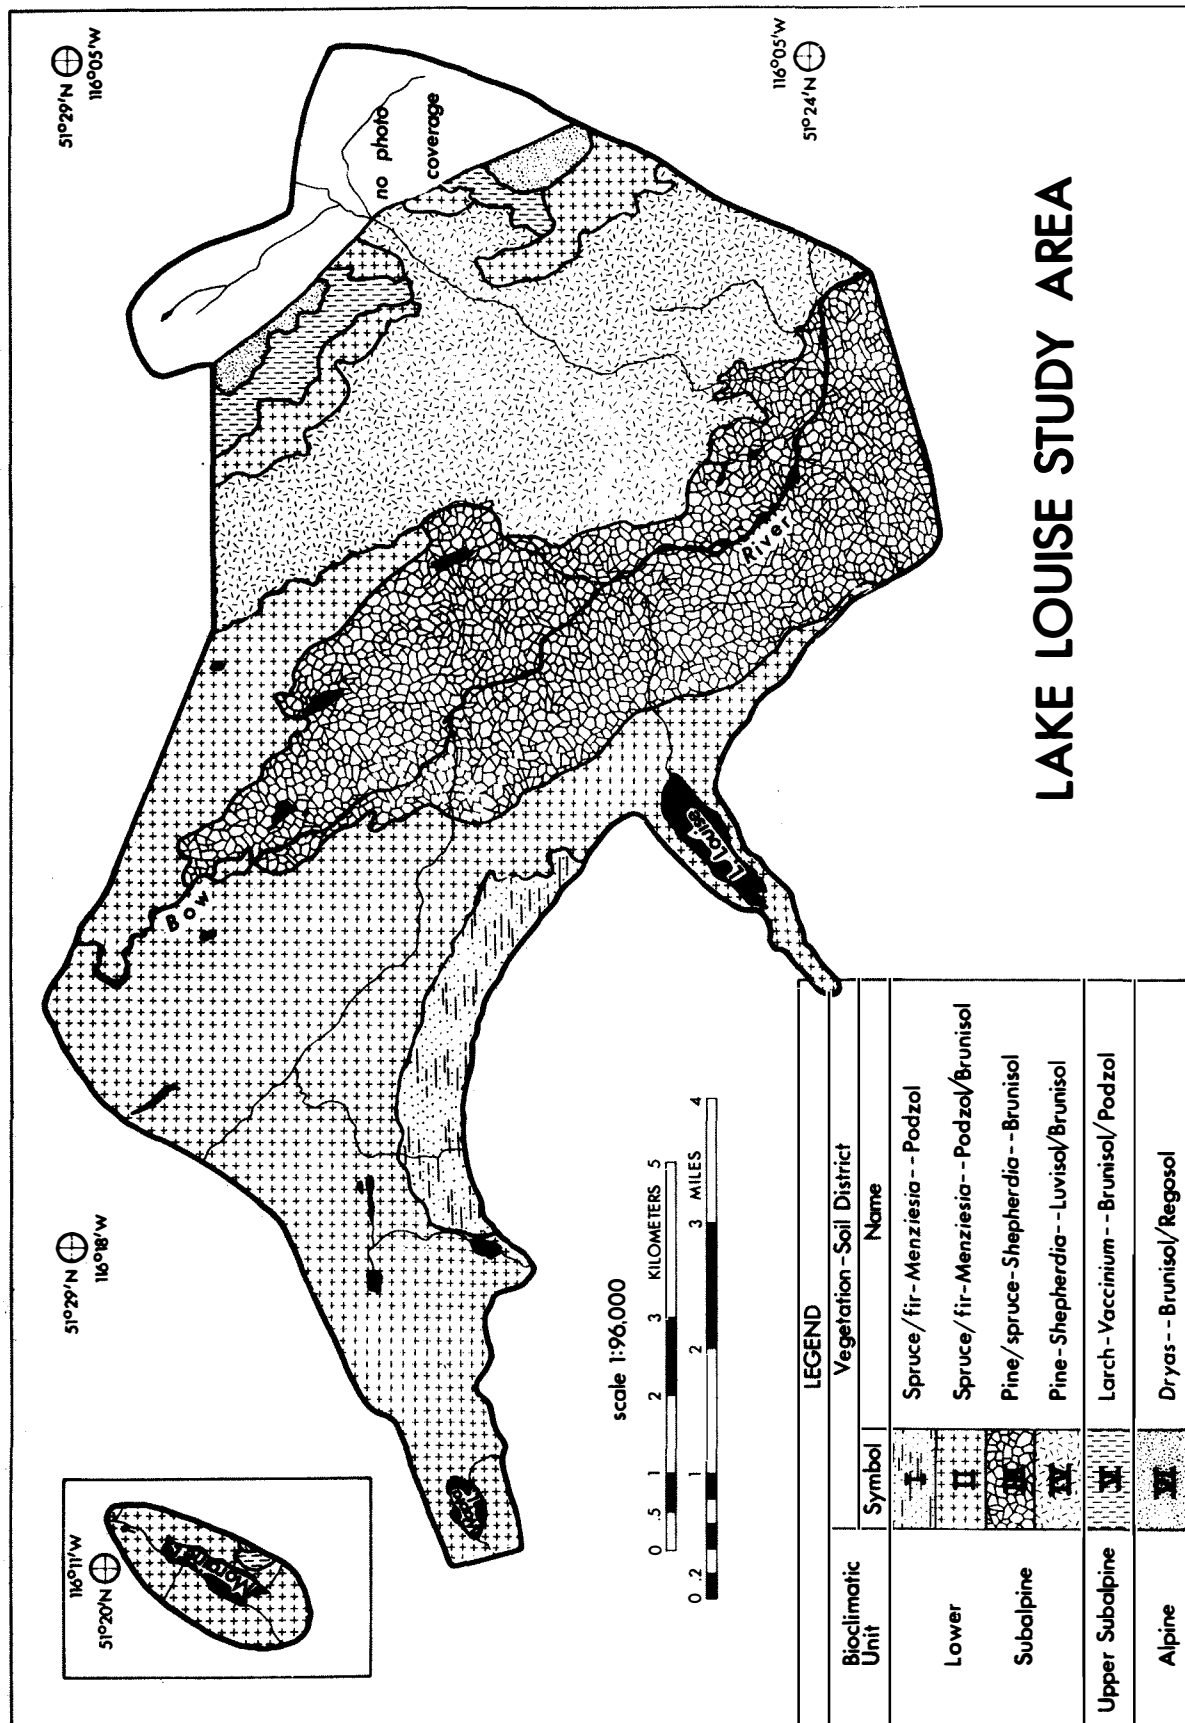 LAKE LOUISE STUDY AREA
51°29'N
116°18'W
51°29'N
116°05'W
116°05'W
51°24'N
116°11'W
51°20'N
Moraine L.
no photo
coverage
Bow
River
L. Louise
scale 1:96,000
0 .5 1 2 3 KILOMETERS 5
0 .2 1 2 3 MILES 4
LEGEND
Bioclimatic
Unit
Vegetation-Soil District
Symbol Name
Lower
Subalpine
I Spruce/fir-Menziesia--Podzol
II Spruce/fir-Menziesia--Podzol/Brunisol
III Pine/spruce-Shepherdia--Brunisol
IV Pine-Shepherdia--Luvisol/Brunisol
Upper Subalpine V Larch-Vaccinium--Brunisol/Podzol
Alpine VI Dryas--Brunisol/Regosol